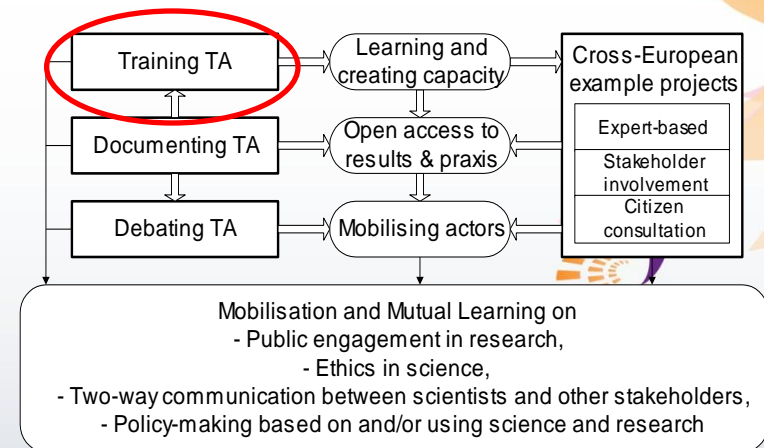 Training TA
Learning and
creating capacity
Cross-European
example projects
Expert-based
Documenting TA
Open access to
results & praxis
Stakeholder
involvement
Citizen
consultation
Debating TA
Mobilising actors
Mobilisation and Mutual Learning on
- Public engagement in research,
- Ethics in science,
- Two-way communication between scientists and other stakeholders,
- Policy-making based on and/or using science and research